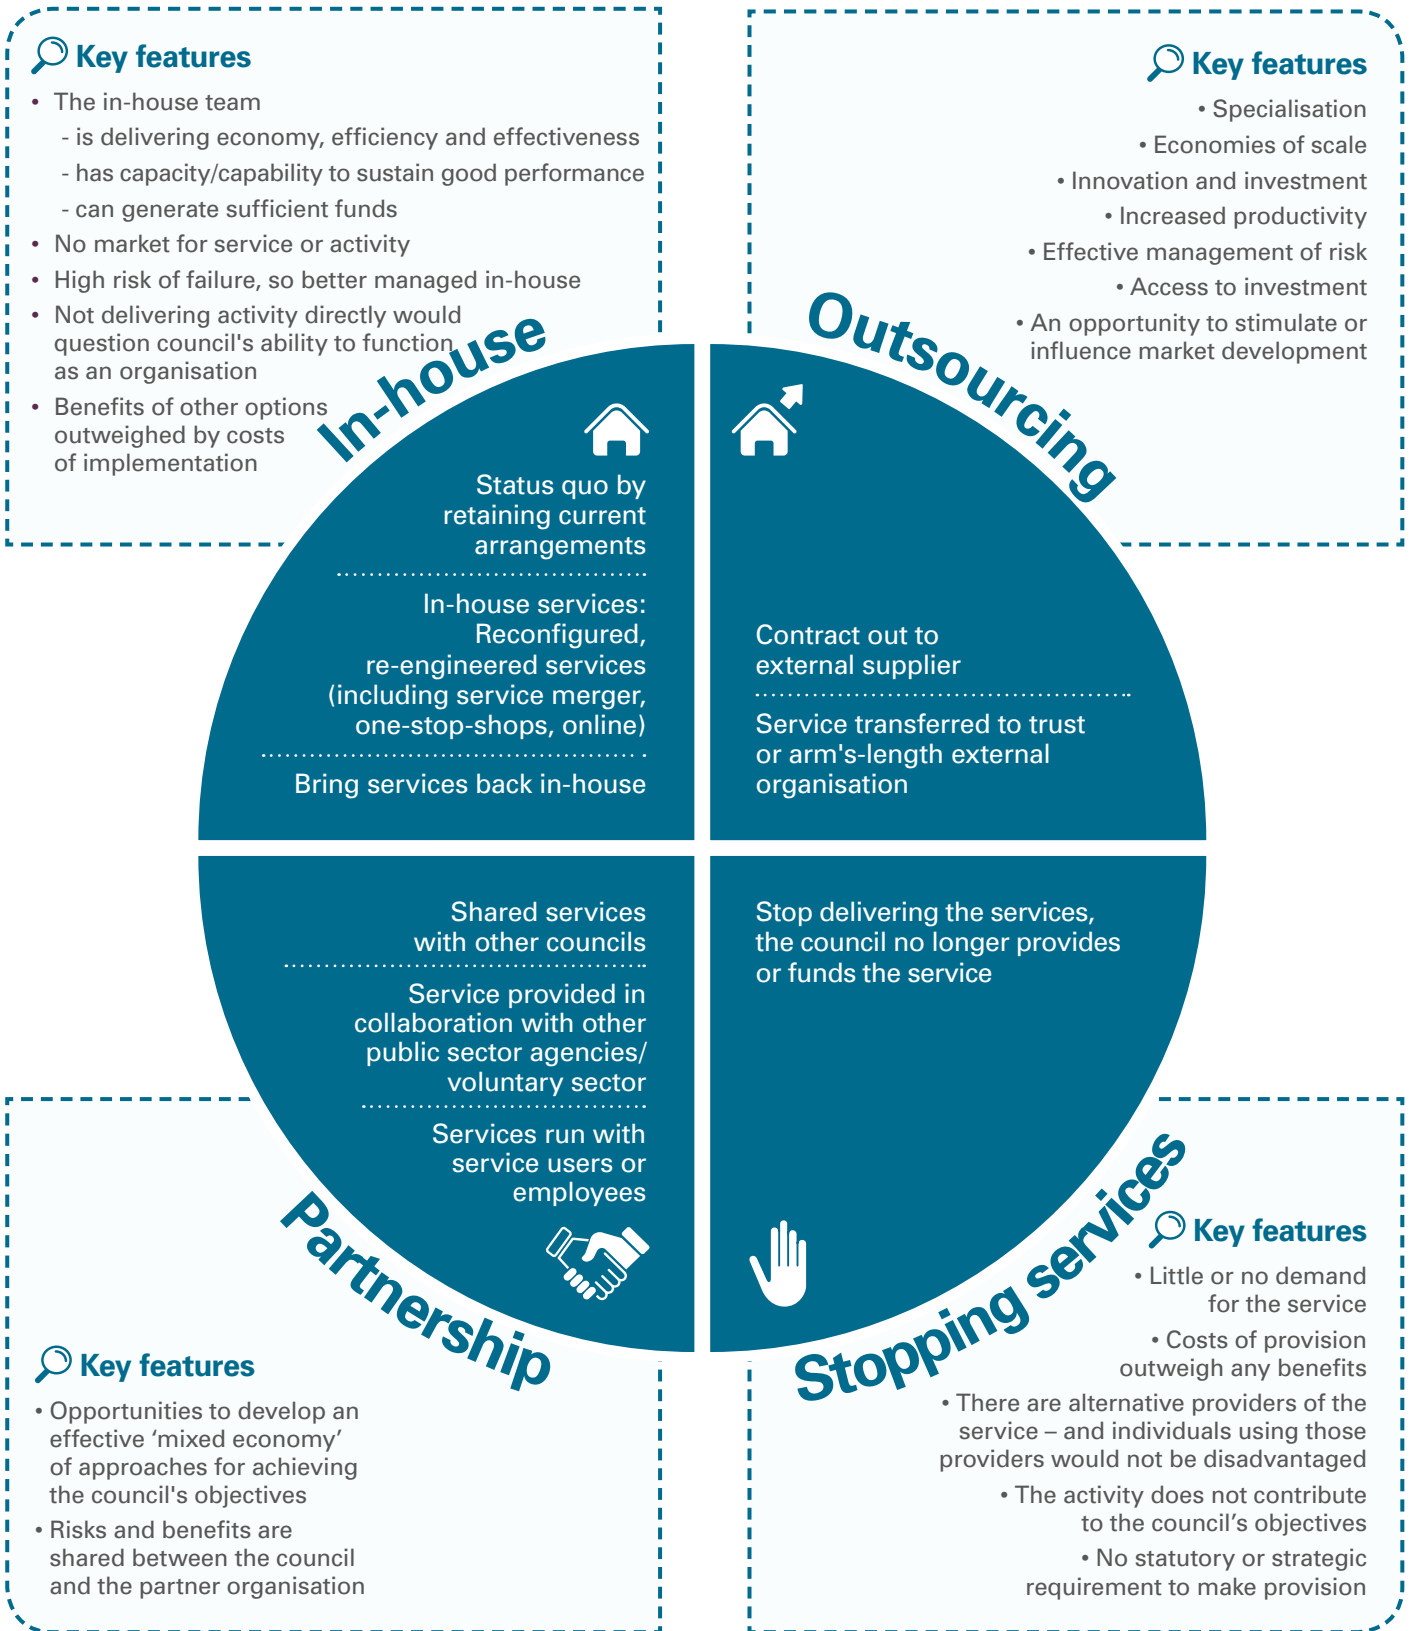 Key features
• The in-house team
- is delivering economy, efficiency and effectiveness
- has capacity/capability to sustain good performance
- can generate sufficient funds
• No market for service or activity
• High risk of failure, so better managed in-house
• Not delivering activity directly would
question council's ability to function
as an organisation
• Benefits of other options
outweighed by costs
of implementation
In-house
Status quo by
retaining current
arrangements
In-house services:
Reconfigured,
re-engineered services
(including service merger,
one-stop-shops, online)
Bring services back in-house
Key features
• Specialisation
• Economies of scale
• Innovation and investment
• Increased productivity
• Effective management of risk
• Access to investment
• An opportunity to stimulate or
influence market development
Outsourcing
Contract out to
external supplier
Service transferred to trust
or arm's-length external
organisation
Shared services
with other councils
Service provided in
collaboration with other
public sector agencies/
voluntary sector
Services run with
service users or
employees
Partnership
Key features
• Opportunities to develop an
effective ‘mixed economy’
of approaches for achieving
the council's objectives
• Risks and benefits are
shared between the council
and the partner organisation
Stop delivering the services,
the council no longer provides
or funds the service
Stopping services
Key features
• Little or no demand
for the service
• Costs of provision
outweigh any benefits
• There are alternative providers of the
service – and individuals using those
providers would not be disadvantaged
• The activity does not contribute
to the council’s objectives
• No statutory or strategic
requirement to make provision